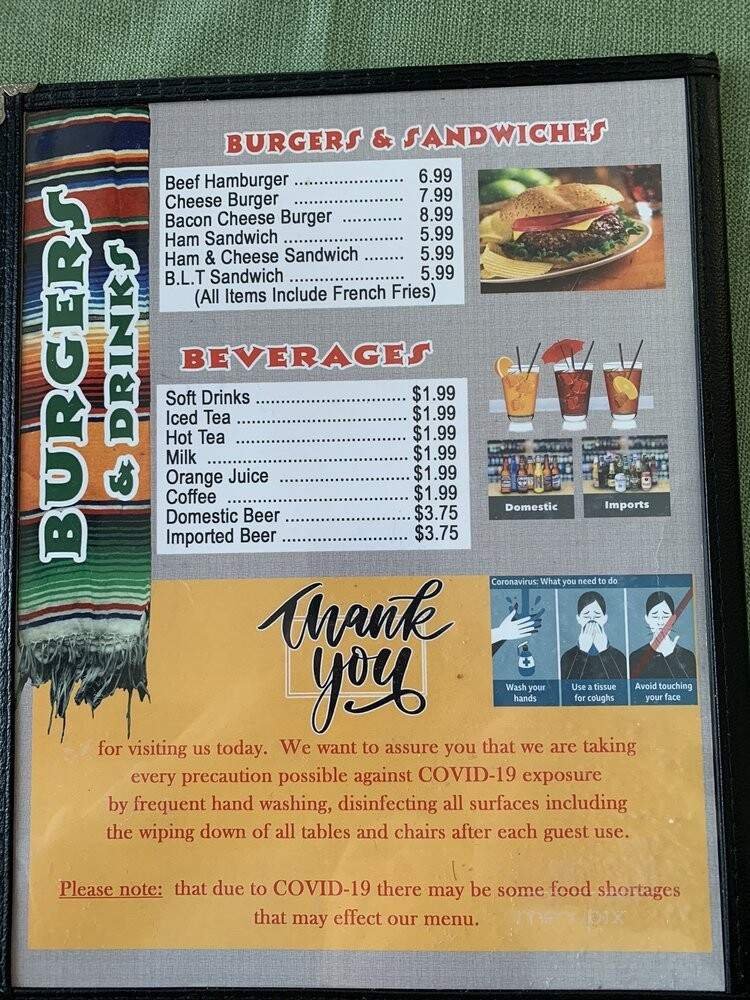 BURGERS & SANDWICHES
Beef Hamburger ...................... 6.99
Cheese Burger ...................... 7.99
Bacon Cheese Burger ............ 8.99
Ham Sandwich ........................ 5.99
Ham & Cheese Sandwich ........ 5.99
B.L.T Sandwich ....................... 5.99
(All Items Include French Fries)
BURGERS
& DRINKS
BEVERAGES
Soft Drinks .............................. $1.99
Iced Tea .................................. $1.99
Hot Tea .................................. $1.99
Milk ........................................ $1.99
Orange Juice .......................... $1.99
Coffee .................................... $1.99
Domestic Beer ........................ $3.75
Imported Beer ......................... $3.75
Domestic
Imports
Thank
you
Coronavirus: What you need to do
Wash your
hands
Use a tissue
for coughs
Avoid touching
your face
for visiting us today. We want to assure you that we are taking
every precaution possible against COVID-19 exposure
by frequent hand washing, disinfecting all surfaces including
the wiping down of all tables and chairs after each guest use.
Please note: that due to COVID-19 there may be some food shortages
that may effect our menu.
menupix